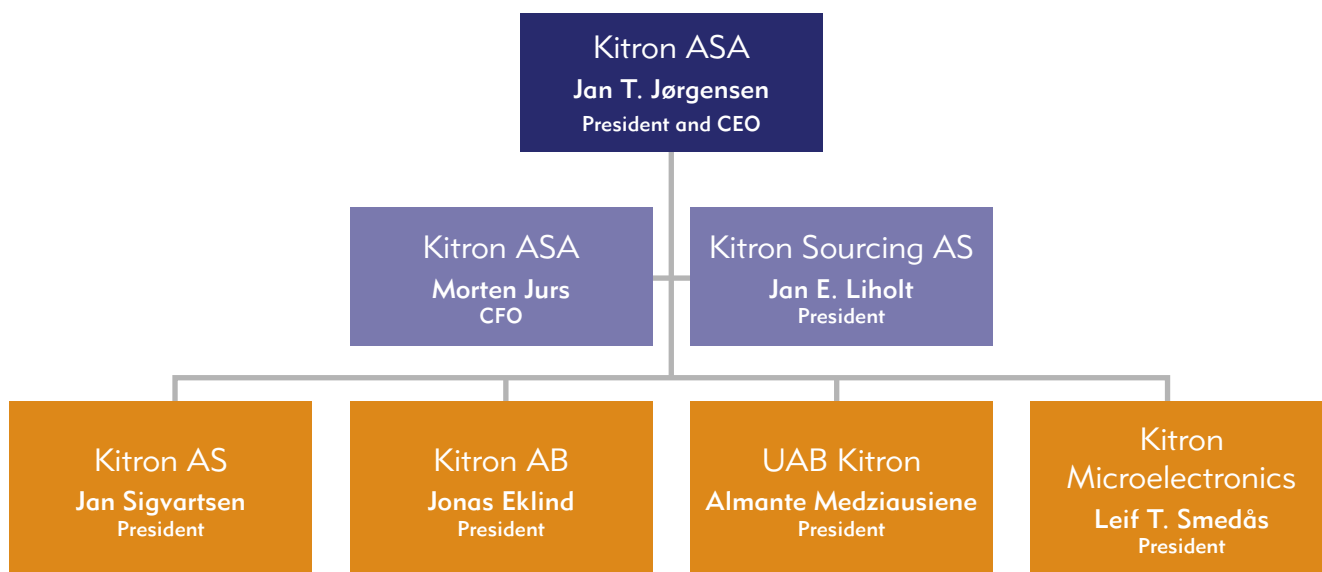 Kitron ASA
Jan T. Jørgensen
President and CEO
Kitron ASA
Morten Jurs
CFO
Kitron Sourcing AS
Jan E. Liholt
President
Kitron AS
Jan Sigvartsen
President
Kitron AB
Jonas Eklind
President
UAB Kitron
Almante Medziausiene
President
Kitron
Microelectronics
Leif T. Smedås
President